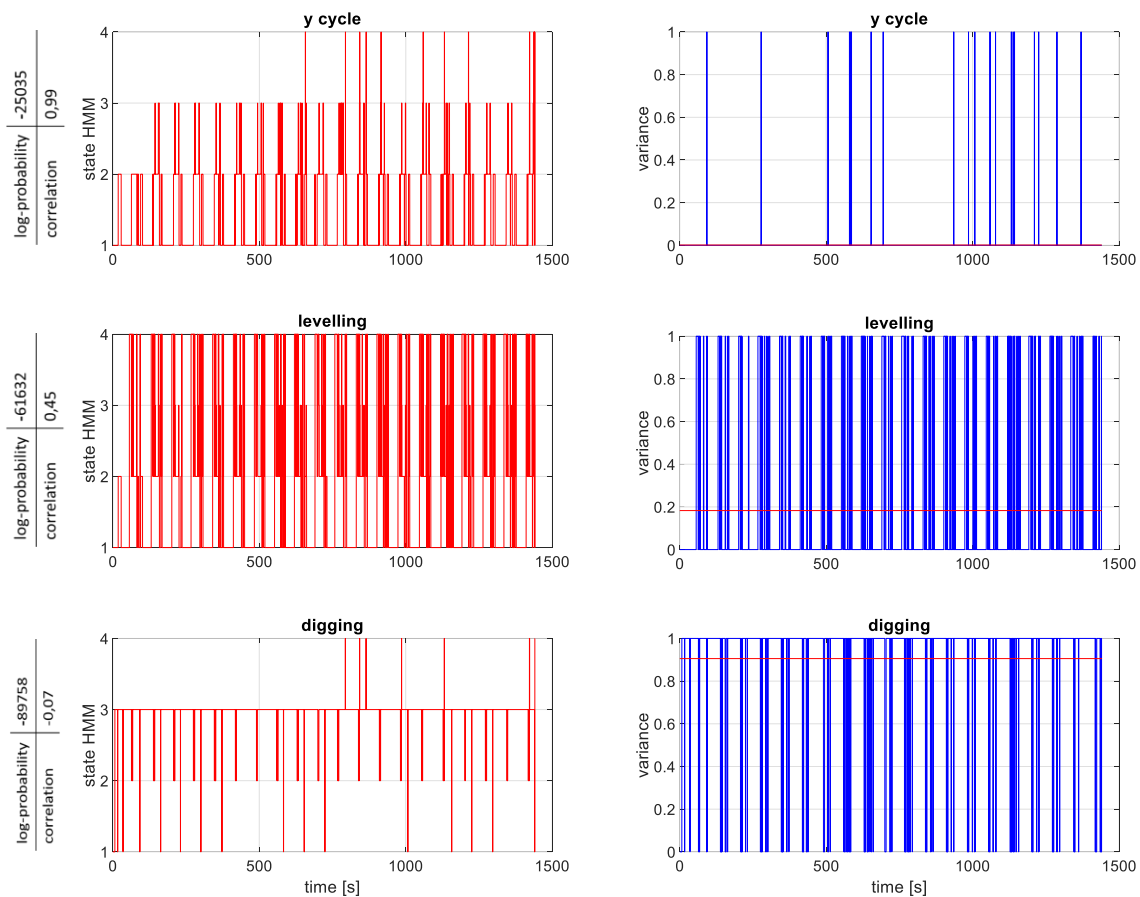 y cycle
log-probability -25035
correlation 0,99
state HMM
4
3
2
1
0 500 1000 1500
y cycle
variance
1
0.8
0.6
0.4
0.2
0
0 500 1000 1500
levelling
log-probability -61632
correlation 0,45
state HMM
4
3
2
1
0 500 1000 1500
levelling
variance
1
0.8
0.6
0.4
0.2
0
0 500 1000 1500
digging
log-probability -89758
correlation -0,07
state HMM
4
3
2
1
0 500 1000 1500
time [s]
digging
variance
1
0.8
0.6
0.4
0.2
0
0 500 1000 1500
time [s]